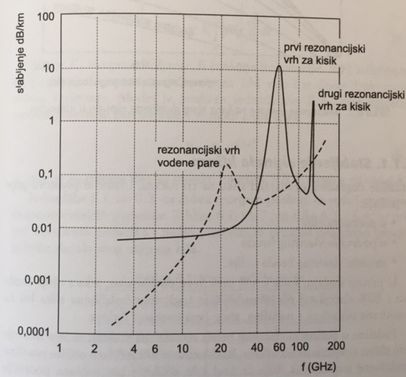 100
slabljenje dB/km
10
prvi rezonancijski
vrh za kisik
drugi rezonancijski
vrh za kisik
1
rezonancijski vrh
vodene pare
0,1
0,01
0,001
0,0001
1 2 4 6 10 20 40 60 100 200
f (GHz)